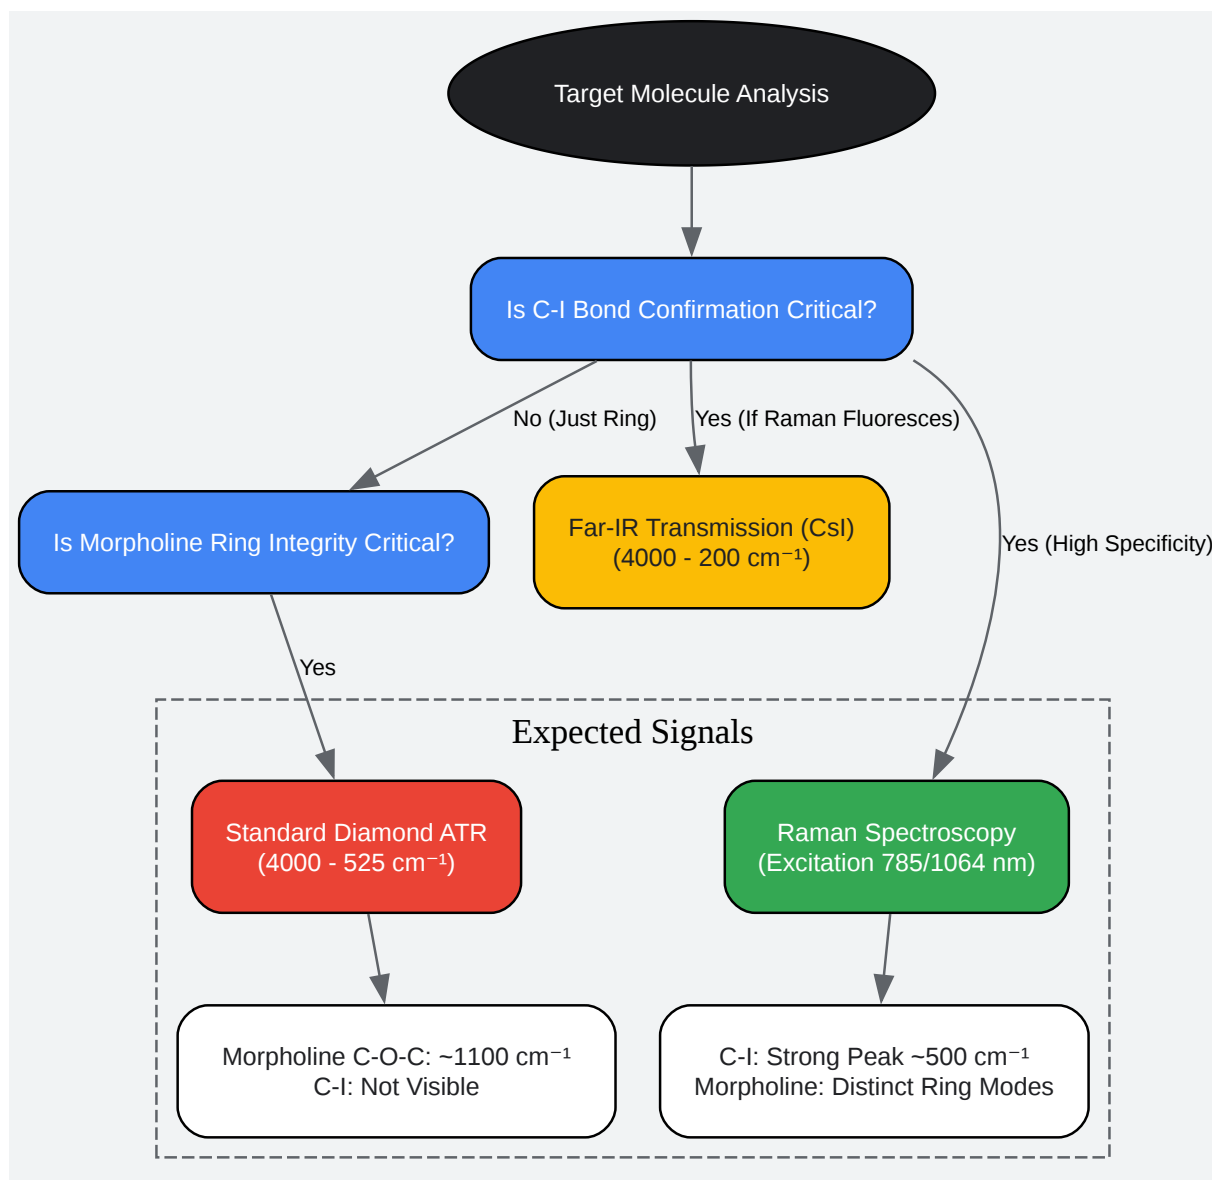 Target Molecule Analysis
Is C-I Bond Confirmation Critical?
No (Just Ring)
Yes (If Raman Fluoresces)
Is Morpholine Ring Integrity Critical?
Far-IR Transmission (CsI)
(4000 - 200 cm⁻¹)
Yes (High Specificity)
Yes
Expected Signals
Standard Diamond ATR
(4000 - 525 cm⁻¹)
Raman Spectroscopy
(Excitation 785/1064 nm)
Morpholine C-O-C: ~1100 cm⁻¹
C-I: Not Visible
C-I: Strong Peak ~500 cm⁻¹
Morpholine: Distinct Ring Modes